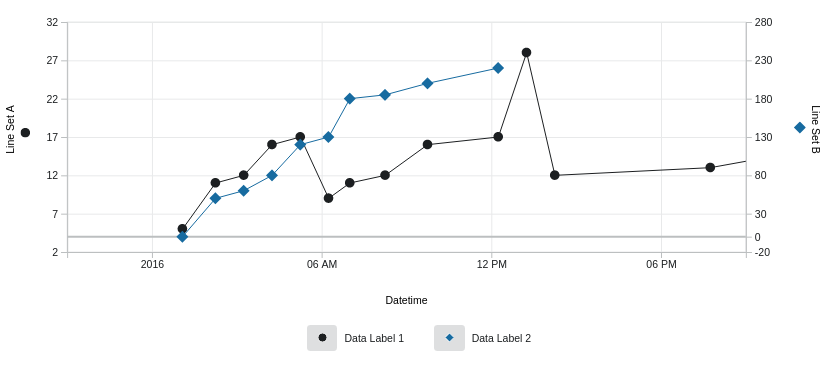 32
27
22
17
12
7
2
280
230
180
130
80
30
0
-20
Line Set A
Line Set B
2016
06 AM
12 PM
06 PM
Datetime
Data Label 1
Data Label 2